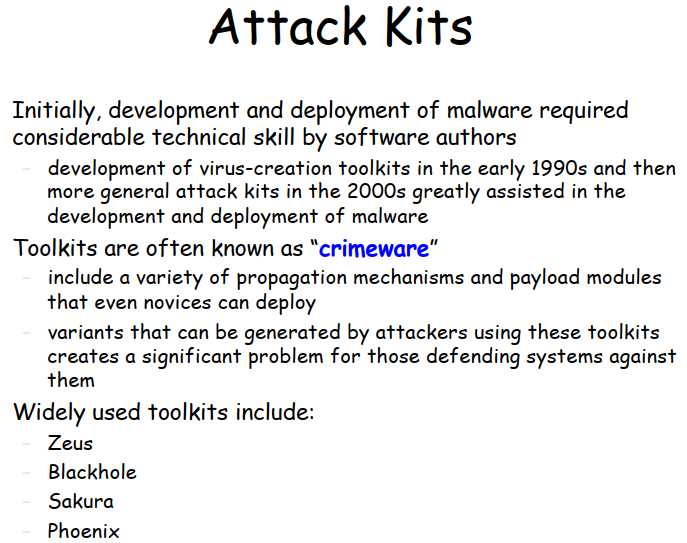 Attack Kits
Initially, development and deployment of malware required
considerable technical skill by software authors
– development of virus-creation toolkits in the early 1990s and then
more general attack kits in the 2000s greatly assisted in the
development and deployment of malware
Toolkits are often known as “crimeware”
– include a variety of propagation mechanisms and payload modules
that even novices can deploy
– variants that can be generated by attackers using these toolkits
creates a significant problem for those defending systems against
them
Widely used toolkits include:
– Zeus
– Blackhole
– Sakura
– Phoenix